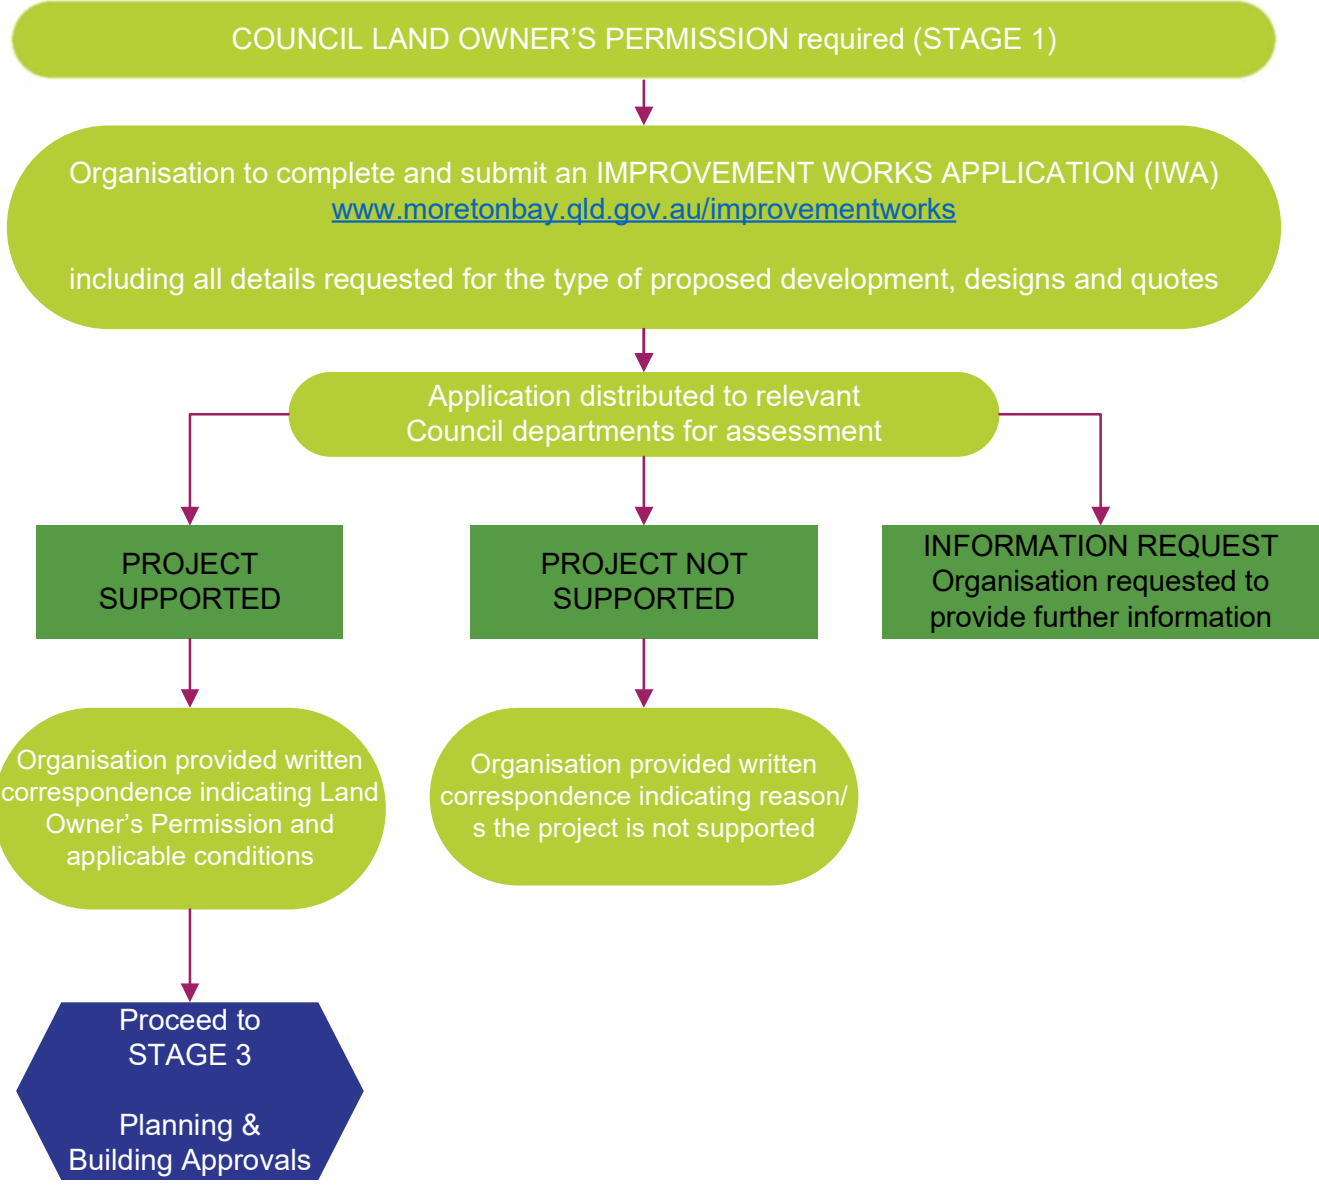 COUNCIL LAND OWNER’S PERMISSION required (STAGE 1)
Organisation to complete and submit an IMPROVEMENT WORKS APPLICATION (IWA)
www.moretonbay.qld.gov.au/improvementworks
including all details requested for the type of proposed development, designs and quotes
Application distributed to relevant
Council departments for assessment
PROJECT
SUPPORTED
PROJECT NOT
SUPPORTED
INFORMATION REQUEST
Organisation requested to
provide further information
Organisation provided written
correspondence indicating Land
Owner’s Permission and
applicable conditions
Organisation provided written
correspondence indicating reason/
s the project is not supported
Proceed to
STAGE 3
Planning &
Building Approvals